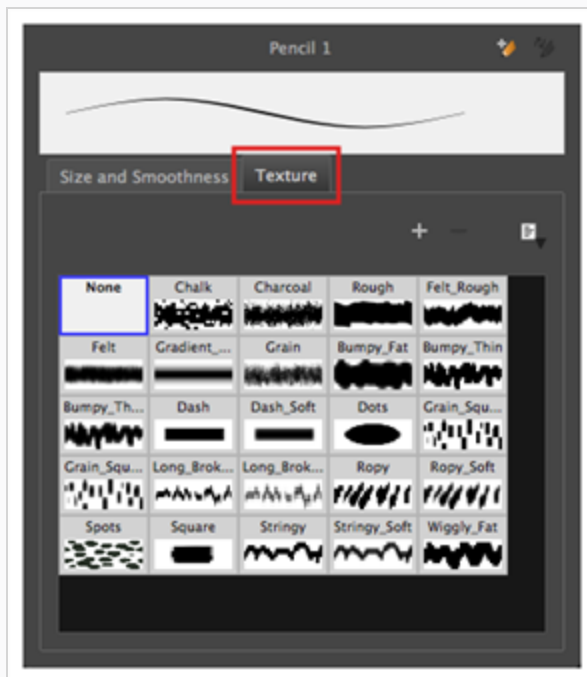 Pencil 1
Size and Smoothness Texture
None Chalk Charcoal Rough Felt_Rough
Felt Gradient_... Grain Bumpy_Fat Bumpy_Thin
Bumpy_Th... Dash Dash_Soft Dots Grain_Squ...
Grain_Squ... Long_Brok... Long_Brok... Ropy Ropy_Soft
Spots Square Stringy Stringy_Soft Wiggly_Fat